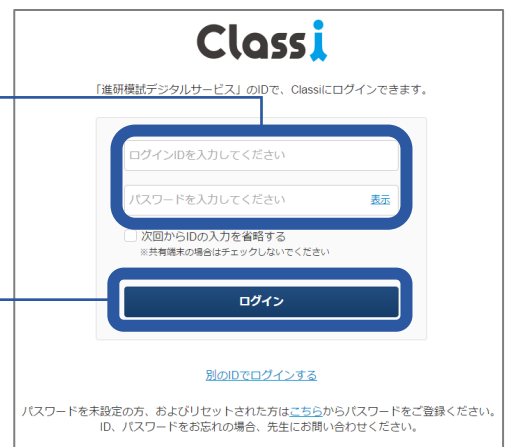 Classi
「進研模試デジタルサービス」のIDで、Classiにログインできます。
ログインIDを入力してください
パスワードを入力してください 表示
次回からIDの入力を省略する
※共有端末の場合はチェックしないでください
ログイン
別のIDでログインする
パスワードを未設定の方、およびリセットされた方はこちらからパスワードをご登録ください。
ID、パスワードをお忘れの場合、先生にお問い合わせください。